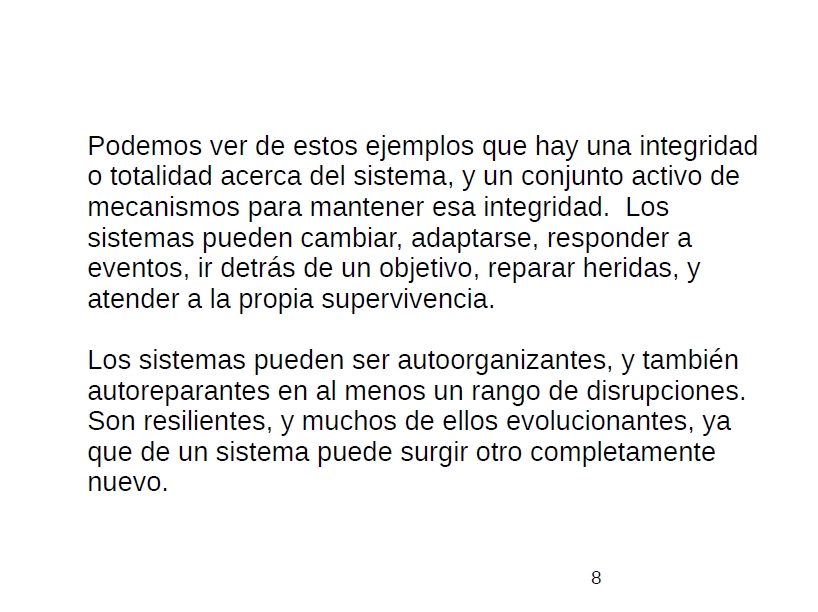 Podemos ver de estos ejemplos que hay una integridad
o totalidad acerca del sistema, y un conjunto activo de
mecanismos para mantener esa integridad.  Los
sistemas pueden cambiar, adaptarse, responder a
eventos, ir detrás de un objetivo, reparar heridas, y
atender a la propia supervivencia.
Los sistemas pueden ser autoorganizantes, y también
autoreparantes en al menos un rango de disrupciones.
Son resilientes, y muchos de ellos evolucionantes, ya
que de un sistema puede surgir otro completamente
nuevo.
8